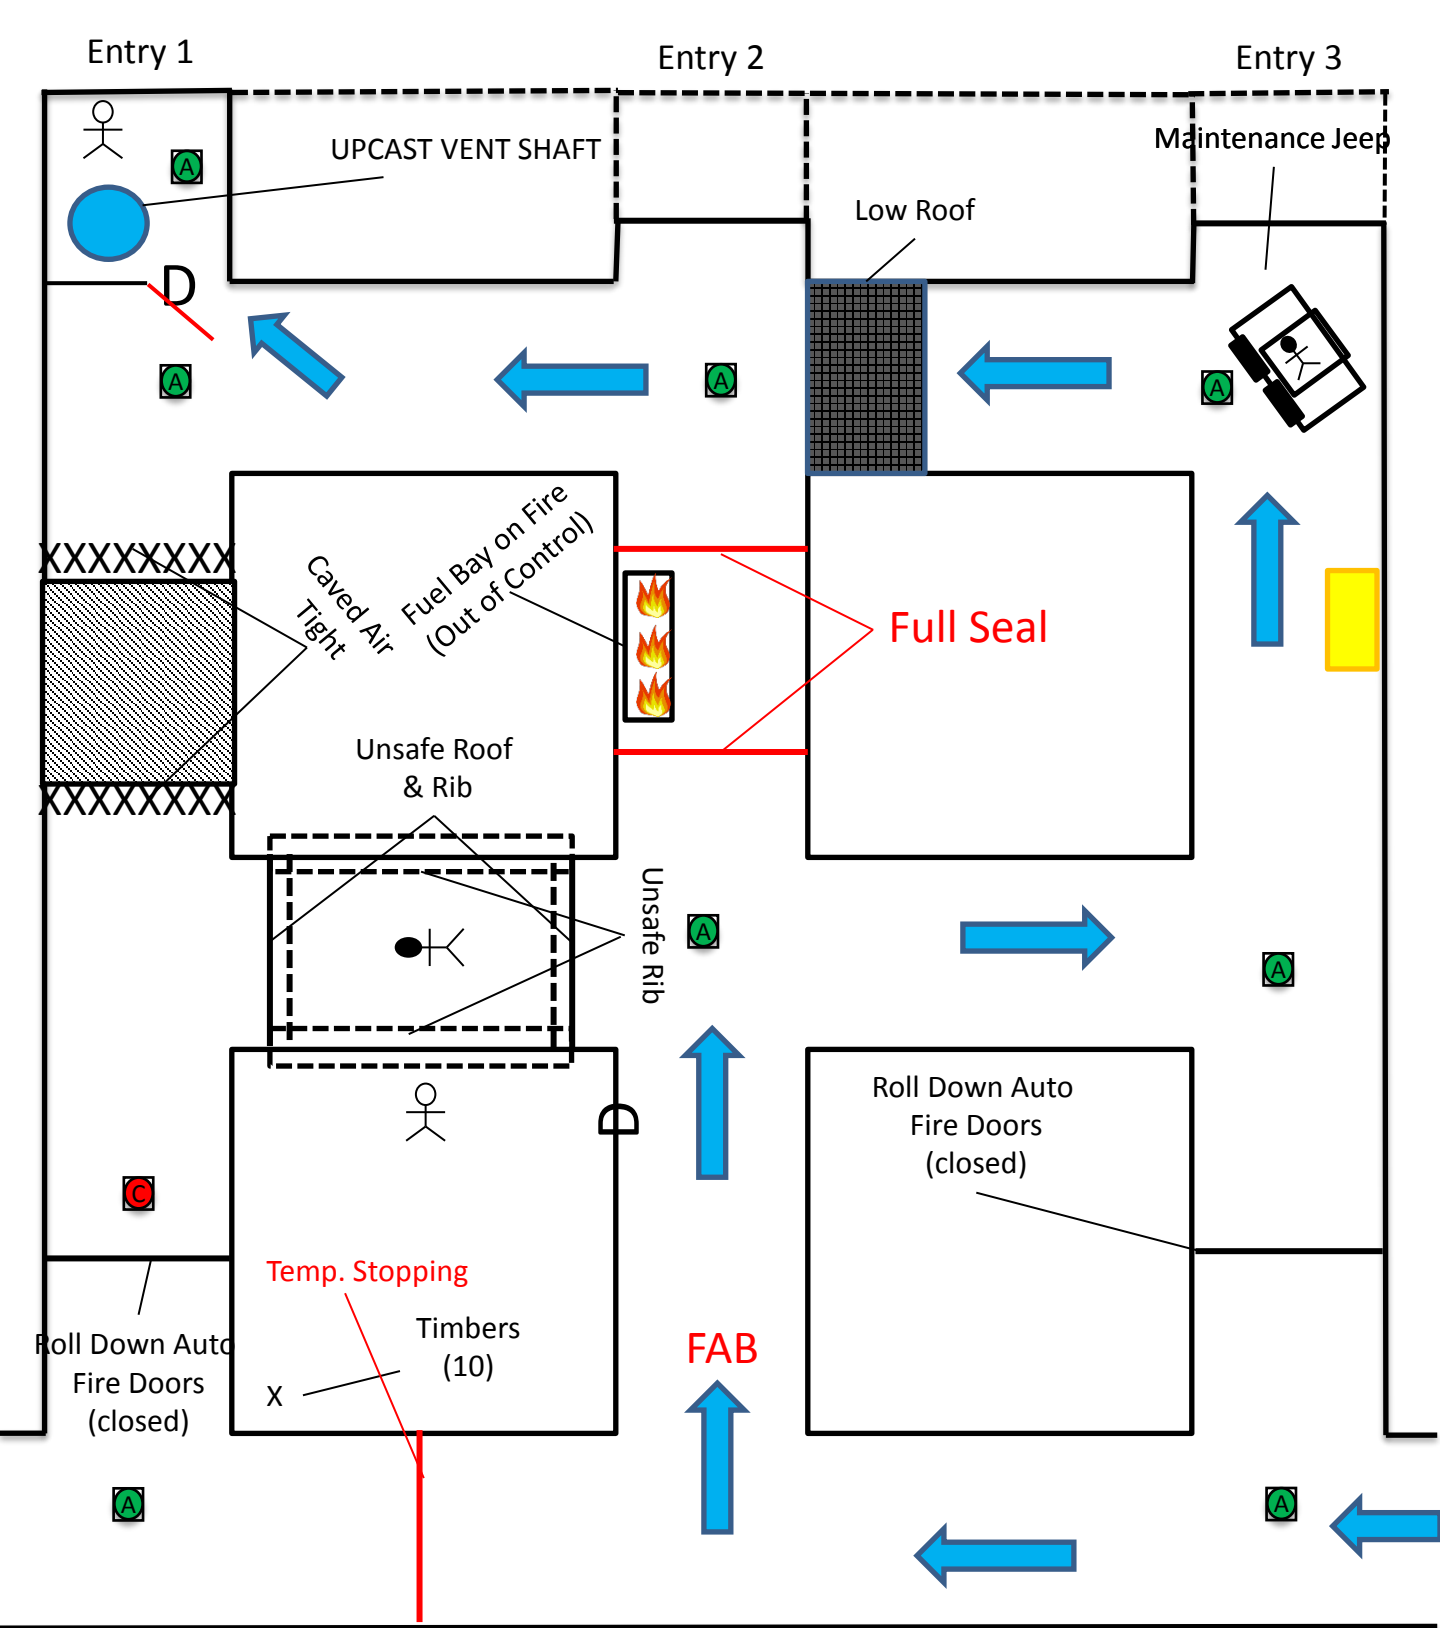 Entry 1
Entry 2
Entry 3
UPCAST VENT SHAFT
Maintenance Jeep
A
Low Roof
D
A
A
A
XXXXXXXX
Caved Air
Tight
Fuel Bay on Fire
(Out of Control)
Full Seal
Unsafe Roof
& Rib
XXXXXXXX
Unsafe Rib
A
A
D
Roll Down Auto
Fire Doors
(closed)
C
Temp. Stopping
Timbers
(10)
X
FAB
Roll Down Auto
Fire Doors
(closed)
A
A